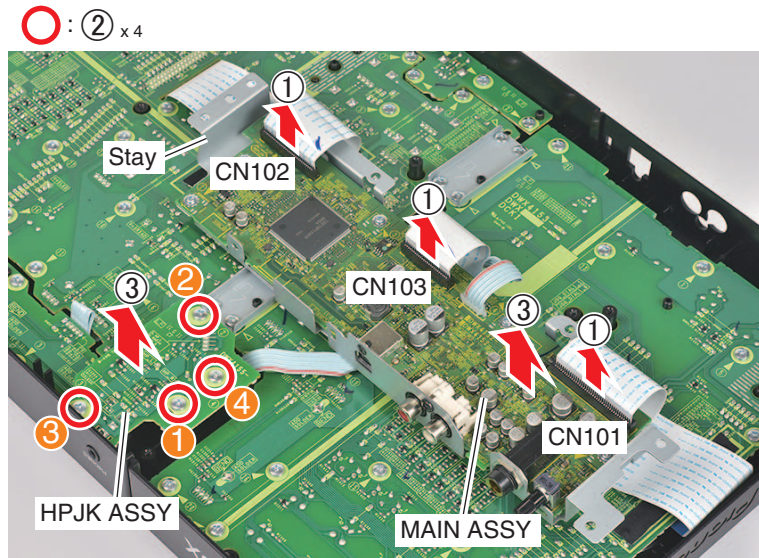 : ② x 4
①
Stay
CN102
①
DWX3153
CN103
③
②
③
①
④
③
①
CN101
HPJK ASSY
MAIN ASSY